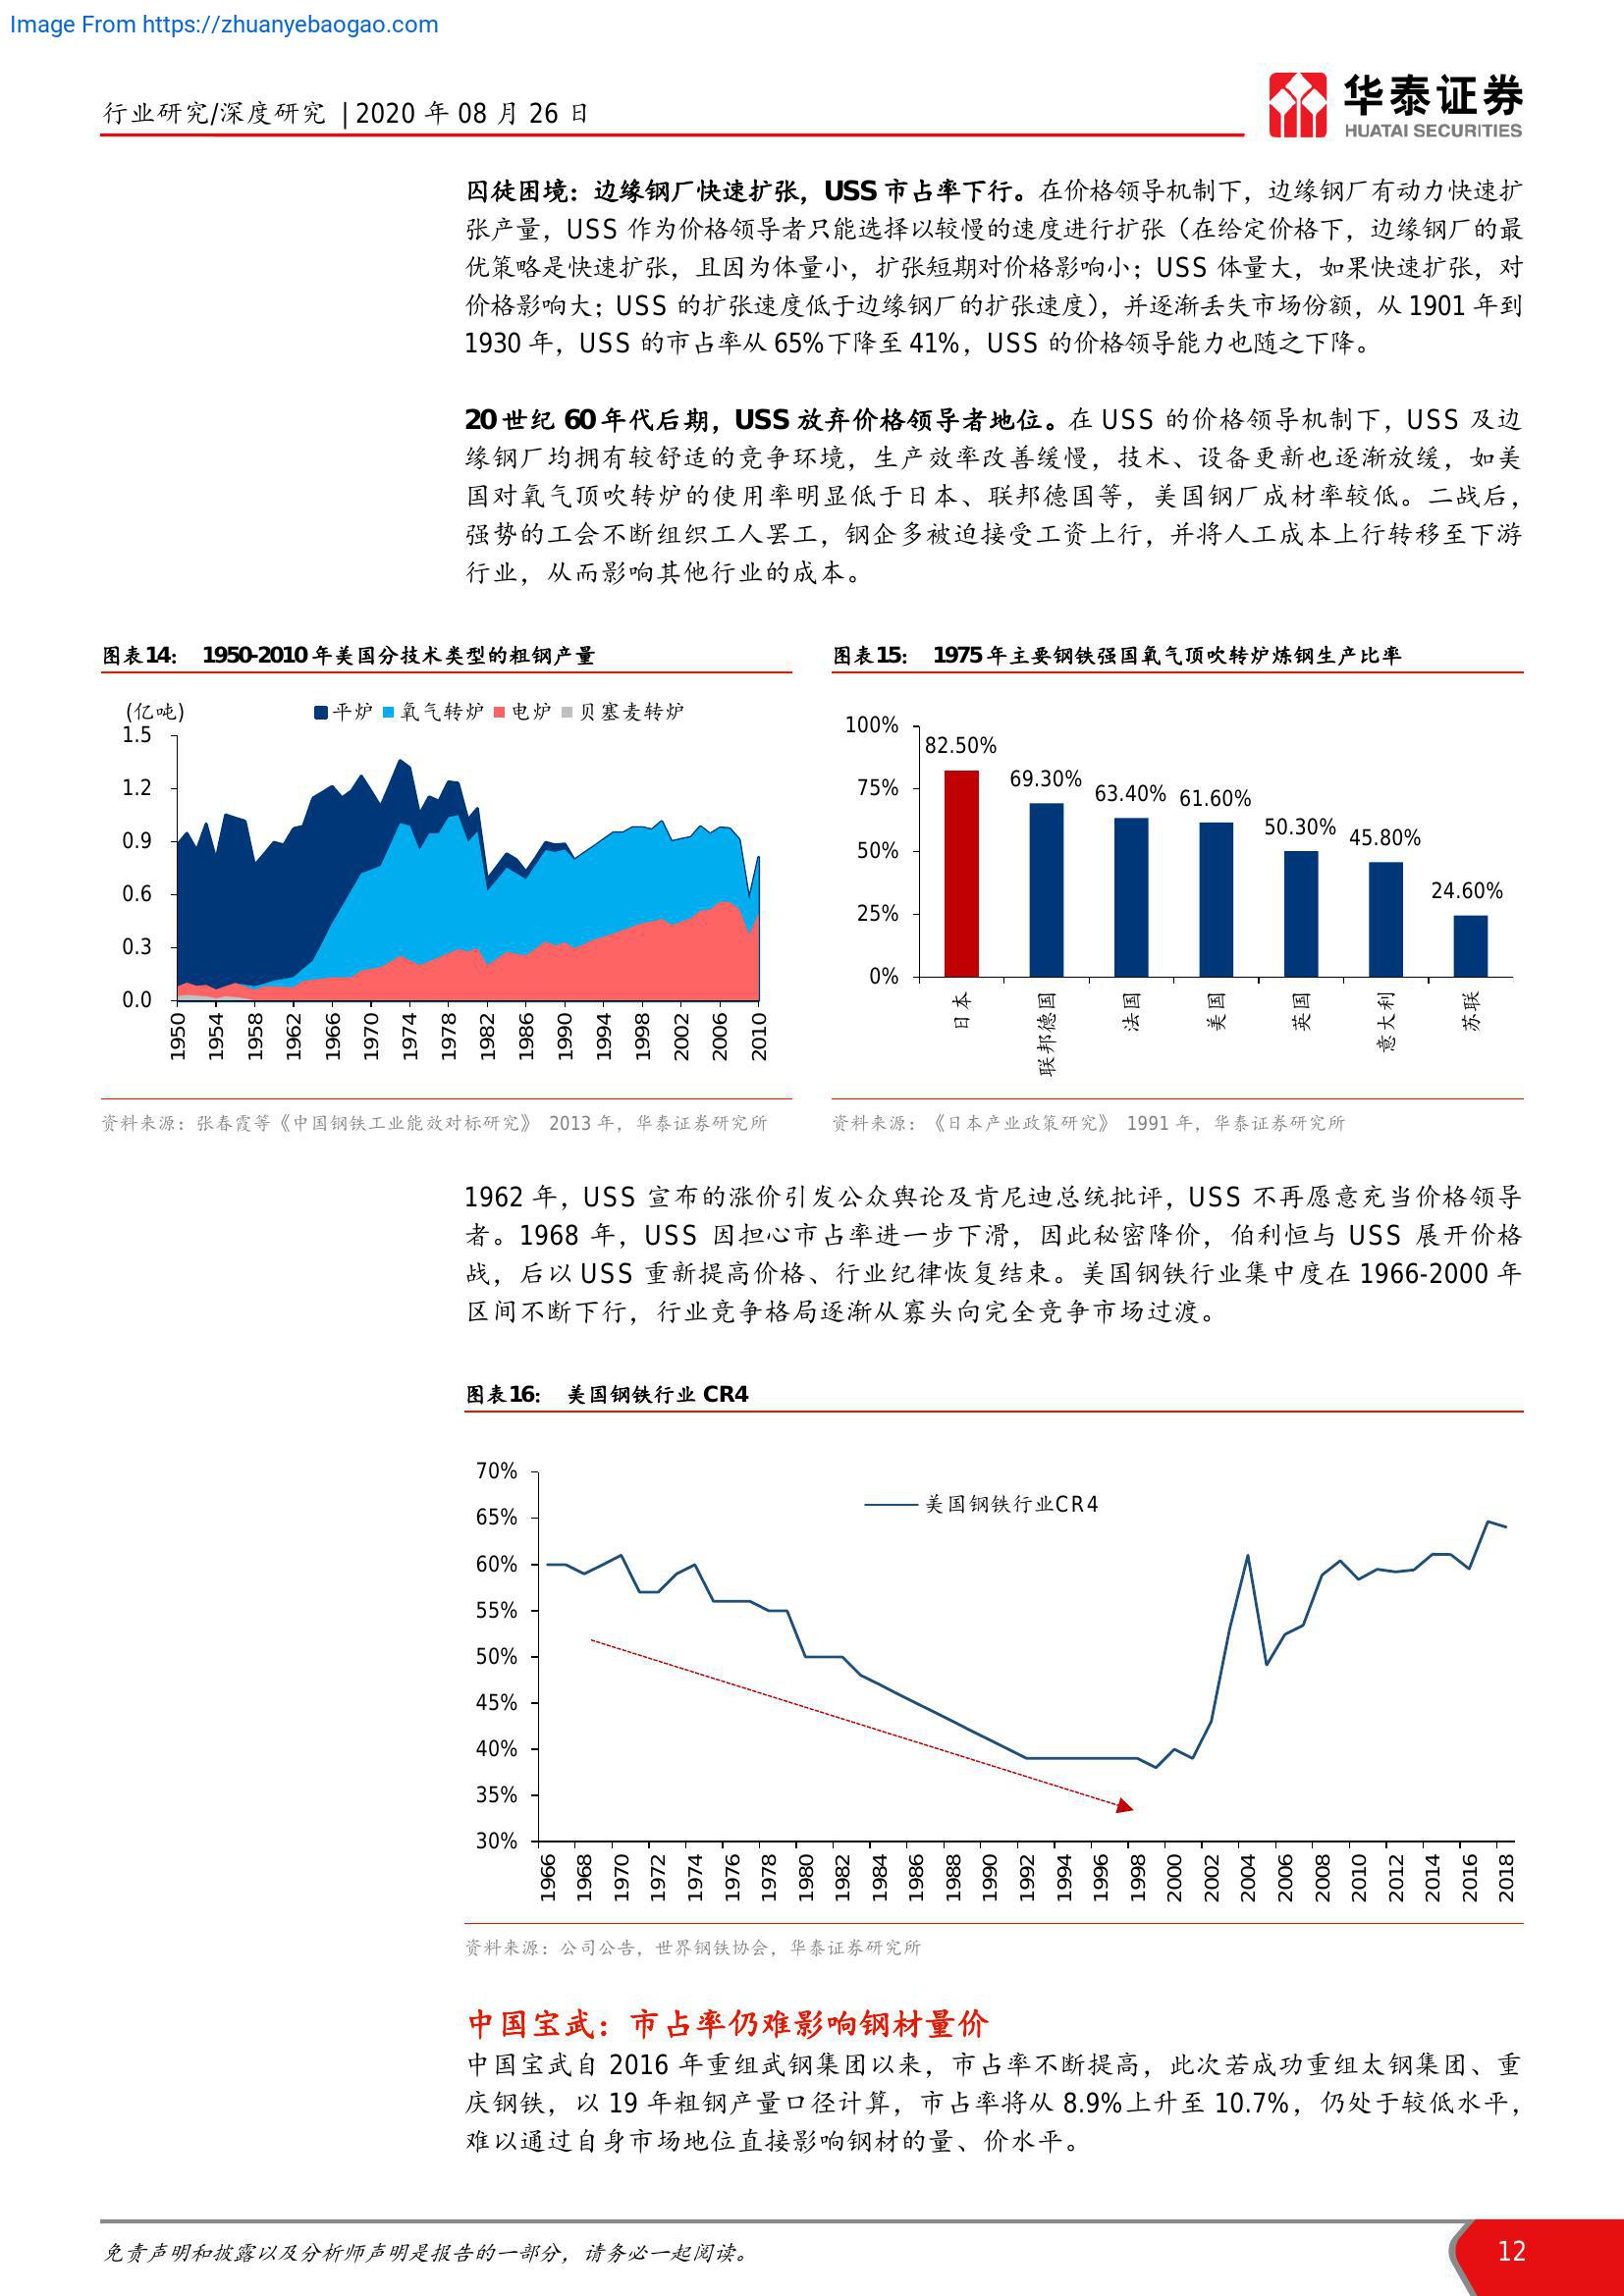 Image From https://zhuanyebaogao.com
行业研究/深度研究 | 2020 年 08 月 26 日
华泰证券
HUATAI SECURITIES
囚徒困境：边缘钢厂快速扩张，USS 市占率下行。在价格领导机制下，边缘钢厂有动力快速扩
张产量，USS 作为价格领导者只能选择以较慢的速度进行扩张（在给定价格下，边缘钢厂的最
优策略是快速扩张，且因为体量小，扩张短期对价格影响小；USS 体量大，如果快速扩张，对
价格影响大；USS 的扩张速度低于边缘钢厂的扩张速度），并逐渐丢失市场份额，从 1901 年到
1930 年，USS 的市占率从 65%下降至 41%，USS 的价格领导能力也随之下降。
20 世纪 60 年代后期，USS 放弃价格领导者地位。在 USS 的价格领导机制下，USS 及边
缘钢厂均拥有较舒适的竞争环境，生产效率改善缓慢，技术、设备更新也逐渐放缓，如美
国对氧气顶吹转炉的使用率明显低于日本、联邦德国等，美国钢厂成材率较低。二战后，
强势的工会不断组织工人罢工，钢企多被迫接受工资上行，并将人工成本上行转移至下游
行业，从而影响其他行业的成本。
图表14： 1950-2010 年美国分技术类型的粗钢产量
(亿吨)
平炉 氧气转炉 电炉 贝塞麦转炉
1.5
1.2
0.9
0.6
0.3
0.0
1950 1954 1958 1962 1966 1970 1974 1978 1982 1986 1990 1994 1998 2002 2006 2010
资料来源：张春霞等《中国钢铁工业能效对标研究》 2013 年，华泰证券研究所
图表15： 1975 年主要钢铁强国氧气顶吹转炉炼钢生产比率
100%
75%
50%
25%
0%
82.50% 69.30% 63.40% 61.60% 50.30% 45.80% 24.60%
日本 联邦德国 法国 美国 英国 意大利 苏联
资料来源：《日本产业政策研究》 1991 年，华泰证券研究所
1962 年，USS 宣布的涨价引发公众舆论及肯尼迪总统批评，USS 不再愿意充当价格领导
者。1968 年，USS 因担心市占率进一步下滑，因此秘密降价，伯利恒与 USS 展开价格
战，后以 USS 重新提高价格、行业纪律恢复结束。美国钢铁行业集中度在 1966-2000 年
区间不断下行，行业竞争格局逐渐从寡头向完全竞争市场过渡。
图表16： 美国钢铁行业 CR4
美国钢铁行业CR4
70%
65%
60%
55%
50%
45%
40%
35%
30%
1966 1968 1970 1972 1974 1976 1978 1980 1982 1984 1986 1988 1990 1992 1994 1996 1998 2000 2002 2004 2006 2008 2010 2012 2014 2016 2018
资料来源：公司公告，世界钢铁协会，华泰证券研究所
中国宝武：市占率仍难影响钢材量价
中国宝武自 2016 年重组武钢集团以来，市占率不断提高，此次若成功重组太钢集团、重
庆钢铁，以 19 年粗钢产量口径计算，市占率将从 8.9%上升至 10.7%，仍处于较低水平，
难以通过自身市场地位直接影响钢材的量、价水平。
免责声明和披露以及分析师声明是报告的一部分，请务必一起阅读。
12